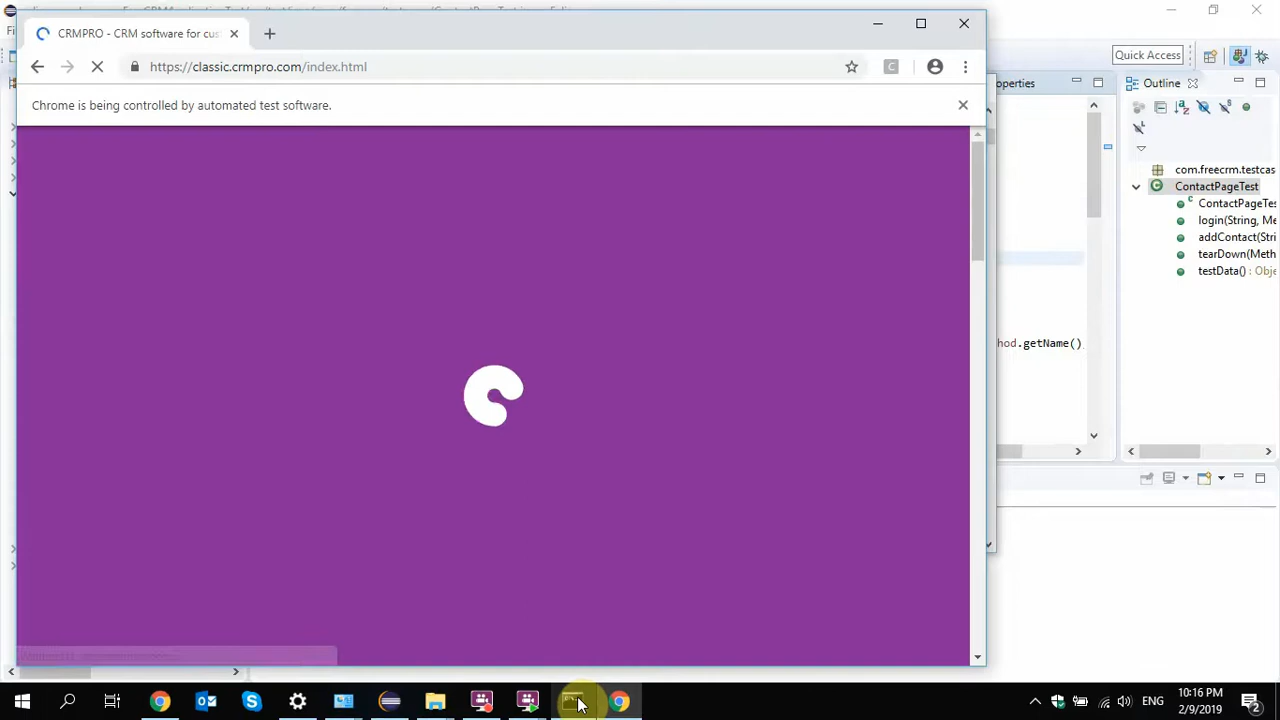 CRMPRO - CRM software for cus
https://classic.crmpro.com/index.html
C
Quick Access
Chrome is being controlled by automated test software.
operties
Outline
com.freecrm.testcas
ContactPageTest
ContactPageTes
login(String, Me
addContact(Stri
tearDown(Meth
testData() : Obje
hod.getName()
ENG
10:16 PM
2/9/2019
2